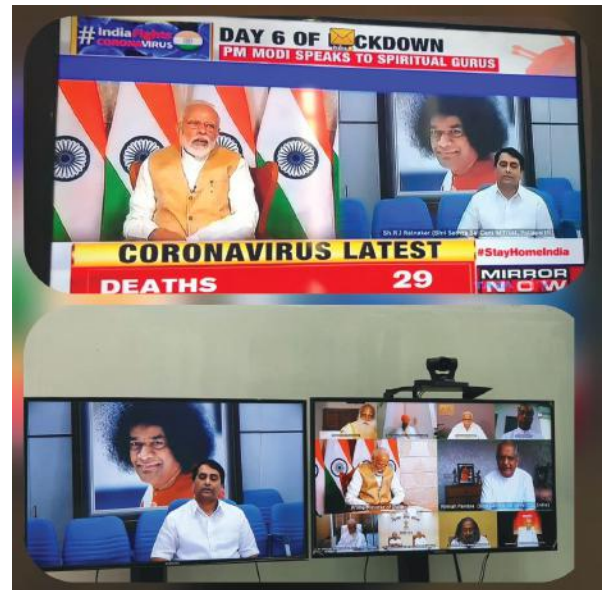 #IndiaFights
CORONAVIRUS
DAY 6 OF LOCKDOWN
PM MODI SPEAKS TO SPIRITUAL GURUS
CORONAVIRUS LATEST
DEATHS 29
#StayHomeIndia
MIRROR
NOW